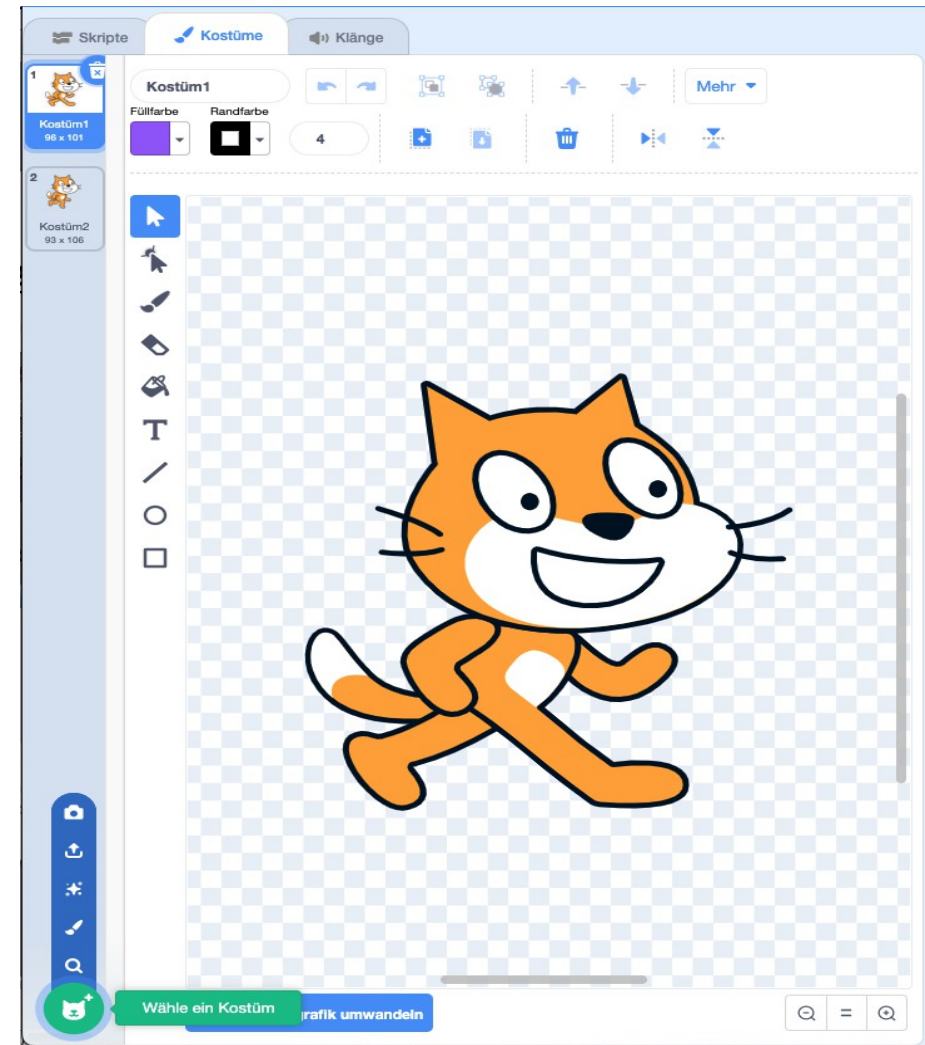 Skripte
Kostüme
Klänge
1
Kostüm1
96 x 101
2
Kostüm2
93 x 106
Kostüm1
Mehr
Füllfarbe
Randfarbe
4
T
Wähle ein Kostüm
grafik umwandeln